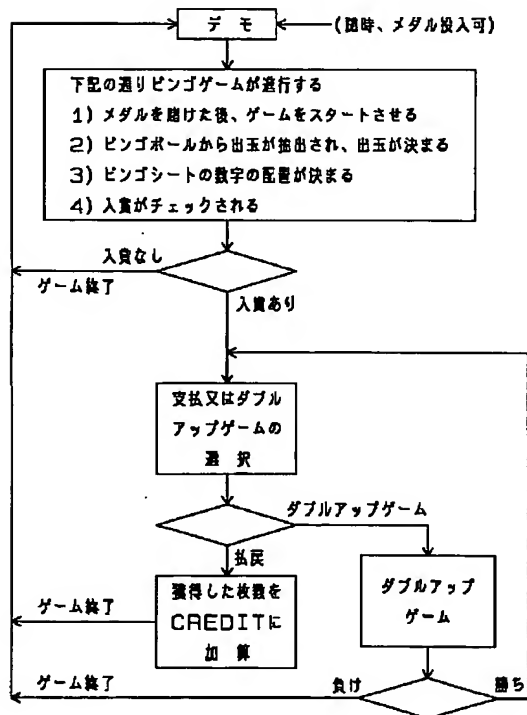 デモ
(随時、メダル投入可)
下記の通りビンゴゲームが進行する
1) メダルを賭けた後、ゲームをスタートさせる
2) ビンゴボールから出玉が抽出され、出玉が決まる
3) ビンゴシートの数字の配置が決まる
4) 入賞がチェックされる
入賞なし
ゲーム終了
入賞あり
支払又はダブル
アップゲームの
選択
ダブルアップゲーム
払戻
獲得した枚数を
CREDITに
加算
ゲーム終了
ダブルアップ
ゲーム
ゲーム終了
負け
勝ち